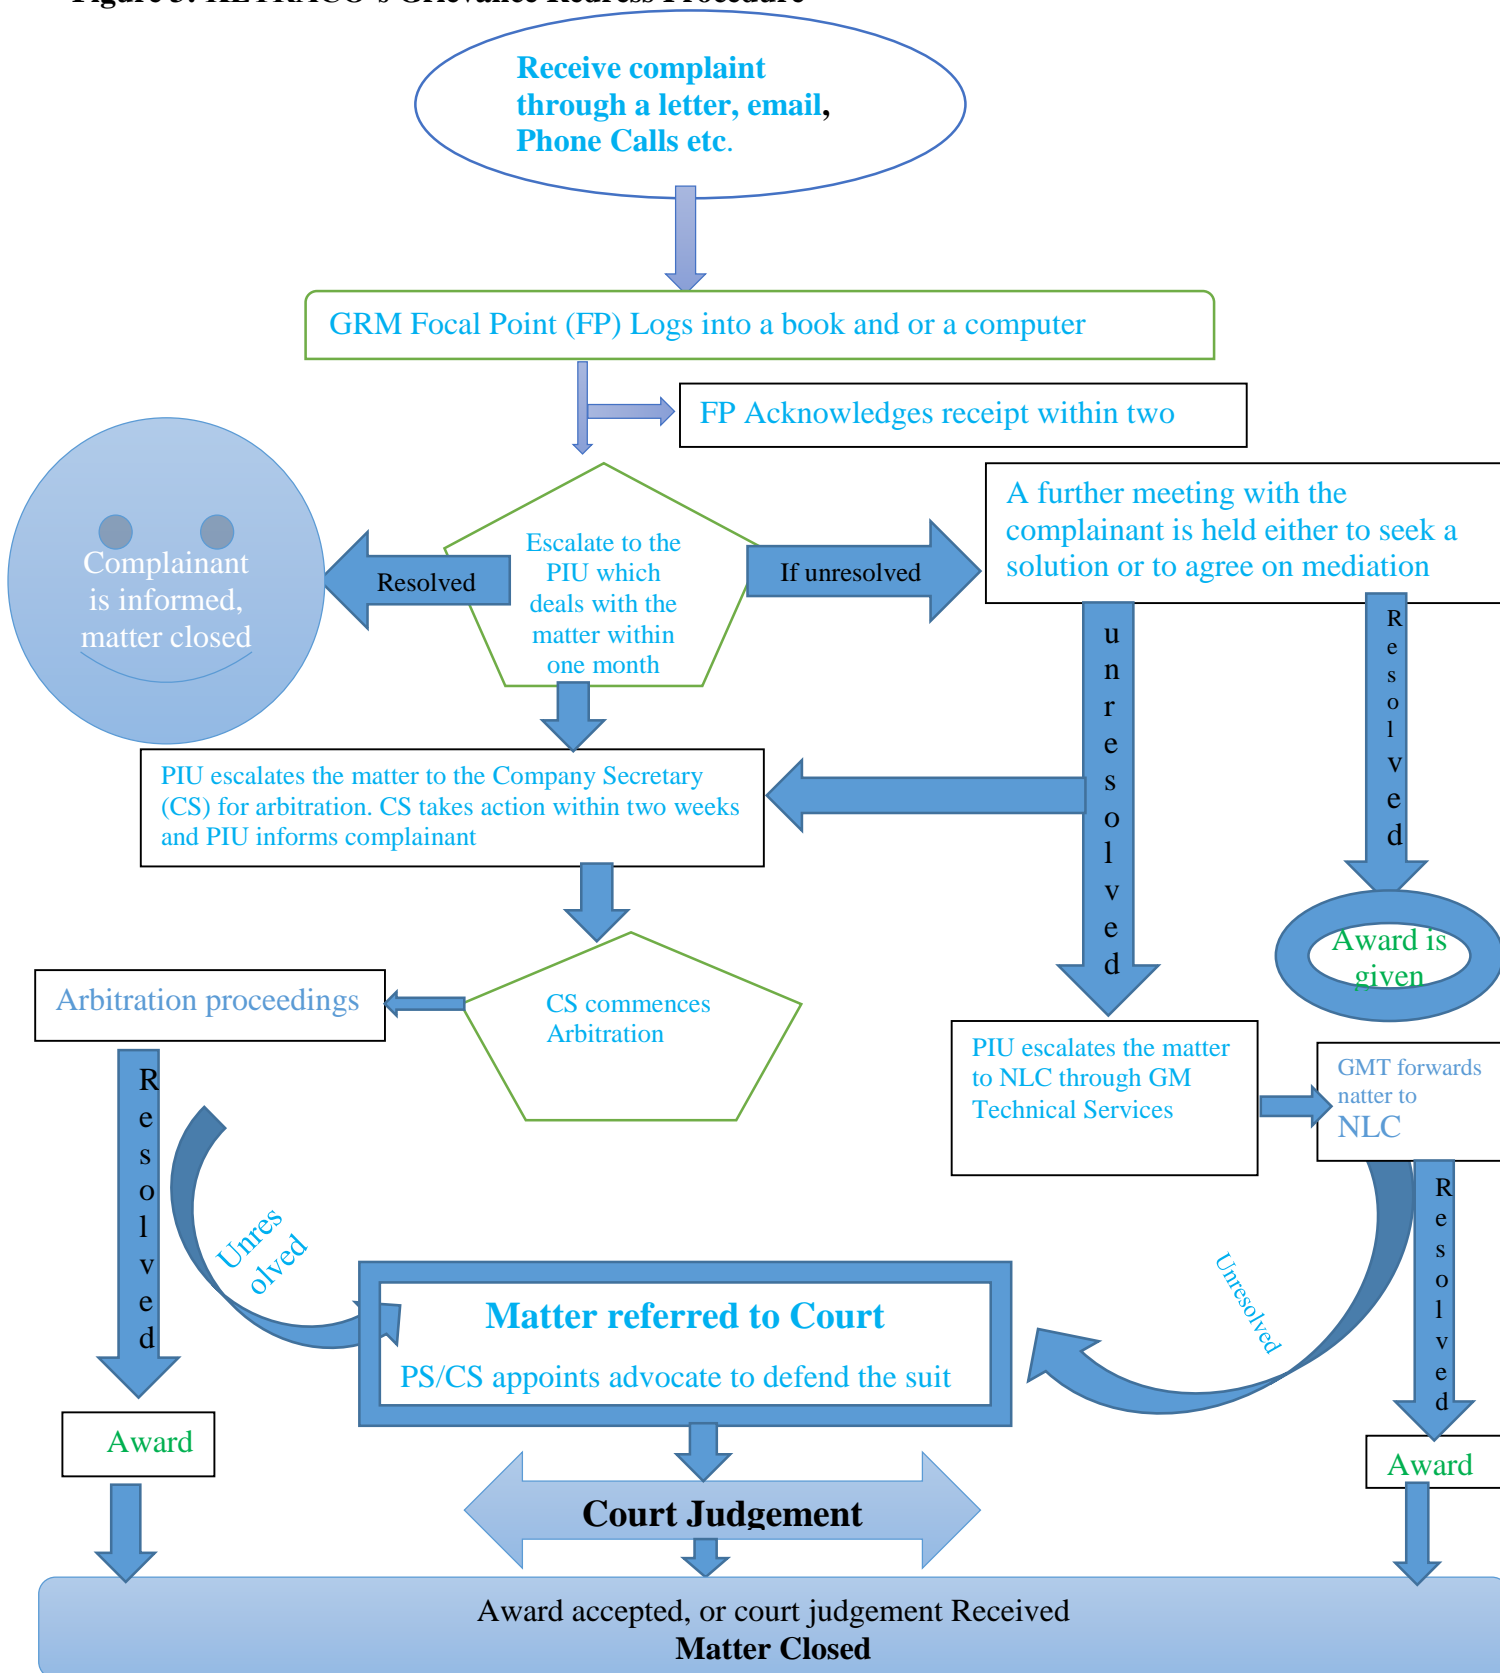 Receive complaint
through a letter, email,
Phone Calls etc.
GRM Focal Point (FP) Logs into a book and or a computer
FP Acknowledges receipt within two
Complainant
is informed,
matter closed
Resolved
Escalate to the
PIU which
deals with the
matter within
one month
If unresolved
A further meeting with the
complainant is held either to seek a
solution or to agree on mediation
unresolved
Resolved
PIU escalates the matter to the Company Secretary
(CS) for arbitration. CS takes action within two weeks
and PIU informs complainant
Award is
given
Arbitration proceedings
CS commences
Arbitration
PIU escalates the matter
to NLC through GM
Technical Services
GMT forwards
natter to
NLC
Resolved
Unres
olved
Unresolved
Resolved
Matter referred to Court
PS/CS appoints advocate to defend the suit
Award
Award
Court Judgement
Award accepted, or court judgement Received
Matter Closed